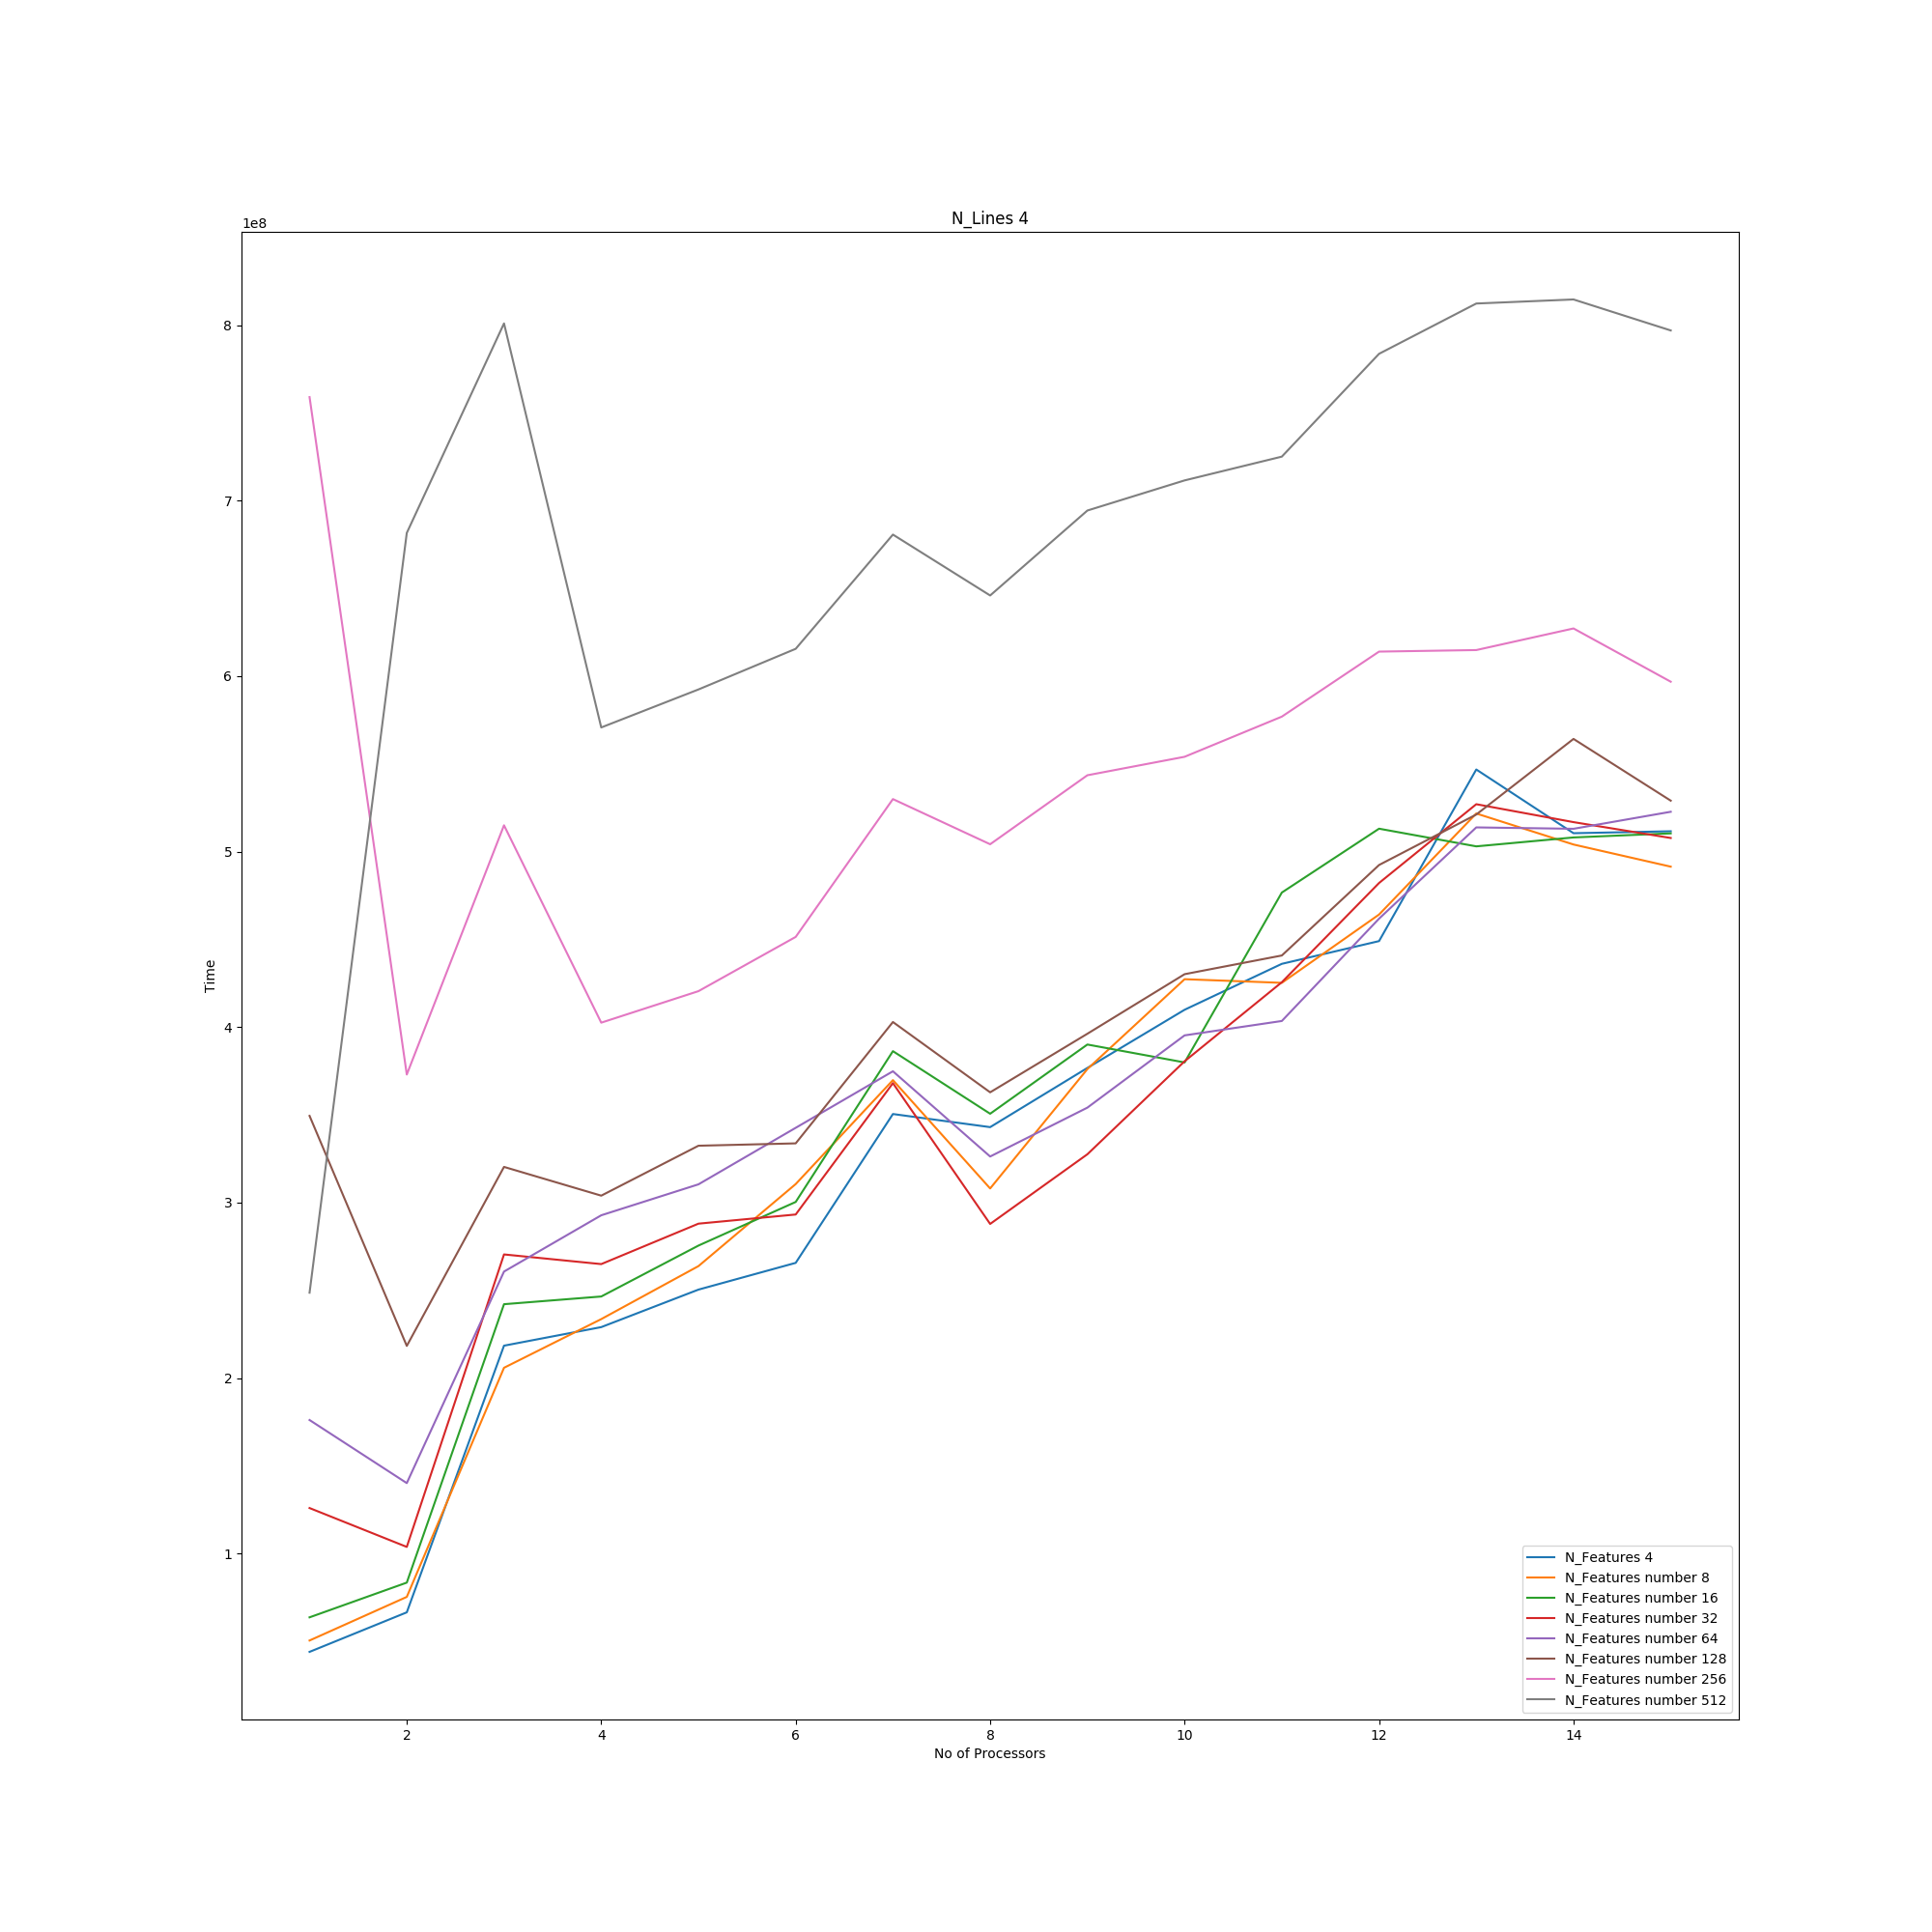 N_Lines 4
1e8
8
7
6
5
4
3
2
1
Time
2 4 6 8 10 12 14
No of Processors
N_Features 4
N_Features number 8
N_Features number 16
N_Features number 32
N_Features number 64
N_Features number 128
N_Features number 256
N_Features number 512